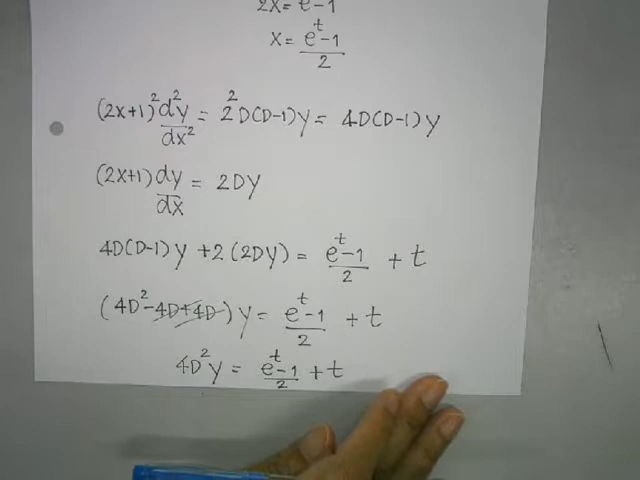 2x = e^t - 1
x = (e^t - 1)/2
(2x+1)^2 d^2y/dx^2 = 2^2 D(D-1)y = 4D(D-1)y
(2x+1) dy/dx = 2Dy
4D(D-1)y + 2(2Dy) = (e^t - 1)/2 + t
(4D^2 - 4D + 4D)y = (e^t - 1)/2 + t
4D^2y = (e^t - 1)/2 + t